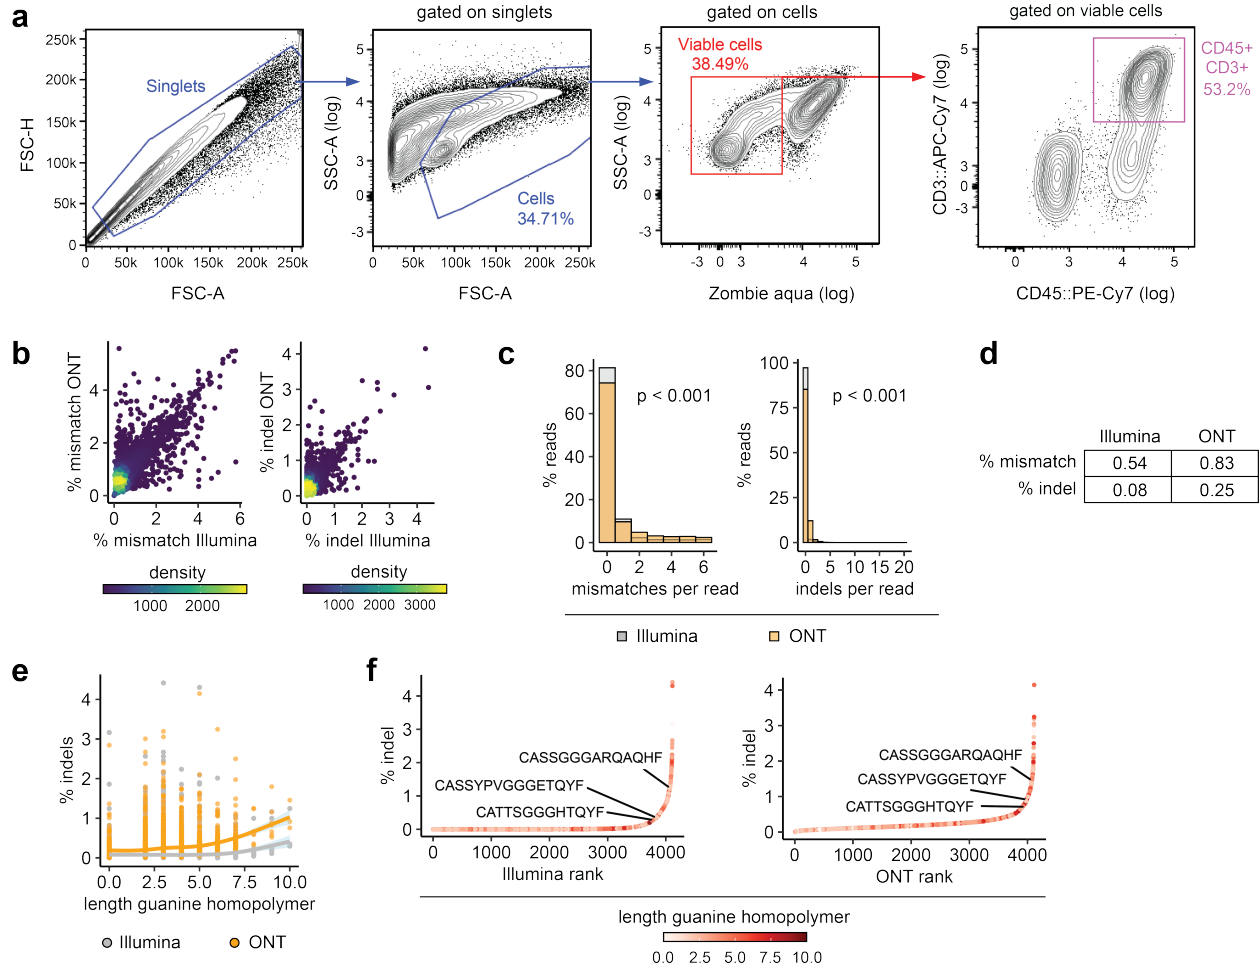 a
gated on singlets
gated on cells
gated on viable cells
FSC-H
250k
200k
150k
100k
50k
0
Singlets
0 50k 100k 150k 200k 250k
FSC-A
SSC-A (log)
5
4
3
0
-3
Cells
34.71%
0 50k 100k 150k 200k 250k
FSC-A
SSC-A (log)
5
4
3
0
-3
Viable cells
38.49%
-3 0 3 4 5
Zombie aqua (log)
CD3::APC-Cy7 (log)
5
4
3
0
-3
CD45+
CD3+
53.2%
0 3 4 5
CD45::PE-Cy7 (log)
b
% mismatch ONT
4
2
0
0 2 4 6
% mismatch Illumina
density
1000 2000
% indel ONT
4
3
2
1
0
0 1 2 3 4
% indel Illumina
density
1000 2000 3000
c
% reads
80
60
40
20
0
p < 0.001
0 2 4 6
mismatches per read
% reads
100
75
50
25
0
p < 0.001
0 5 10 15 20
indels per read
Illumina ONT
d
Illumina ONT
% mismatch 0.54 0.83
% indel 0.08 0.25
e
% indels
4
3
2
1
0
0.0 2.5 5.0 7.5 10.0
length guanine homopolymer
Illumina ONT
f
% indel
4
3
2
1
0
CASSGGGARQAQHF
CASSYPVGGGETQYF
CATTSGGGHTQYF
0 1000 2000 3000 4000
Illumina rank
% indel
4
3
2
1
0
CASSGGGARQAQHF
CASSYPVGGGETQYF
CATTSGGGHTQYF
0 1000 2000 3000 4000
ONT rank
length guanine homopolymer
0.0 2.5 5.0 7.5 10.0